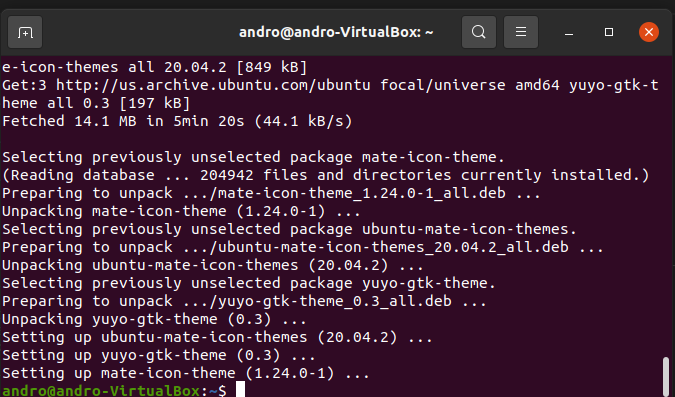 andro@andro-VirtualBox: ~
e-icon-themes all 20.04.2 [849 kB]
Get:3 http://us.archive.ubuntu.com/ubuntu focal/universe amd64 yuyo-gtk-t
heme all 0.3 [197 kB]
Fetched 14.1 MB in 5min 20s (44.1 kB/s)
Selecting previously unselected package mate-icon-theme.
(Reading database ... 204942 files and directories currently installed.)
Preparing to unpack .../mate-icon-theme_1.24.0-1_all.deb ...
Unpacking mate-icon-theme (1.24.0-1) ...
Selecting previously unselected package ubuntu-mate-icon-themes.
Preparing to unpack .../ubuntu-mate-icon-themes_20.04.2_all.deb ...
Unpacking ubuntu-mate-icon-themes (20.04.2) ...
Selecting previously unselected package yuyo-gtk-theme.
Preparing to unpack .../yuyo-gtk-theme_0.3_all.deb ...
Unpacking yuyo-gtk-theme (0.3) ...
Setting up ubuntu-mate-icon-themes (20.04.2) ...
Setting up yuyo-gtk-theme (0.3) ...
Setting up mate-icon-theme (1.24.0-1) ...
andro@andro-VirtualBox:~$